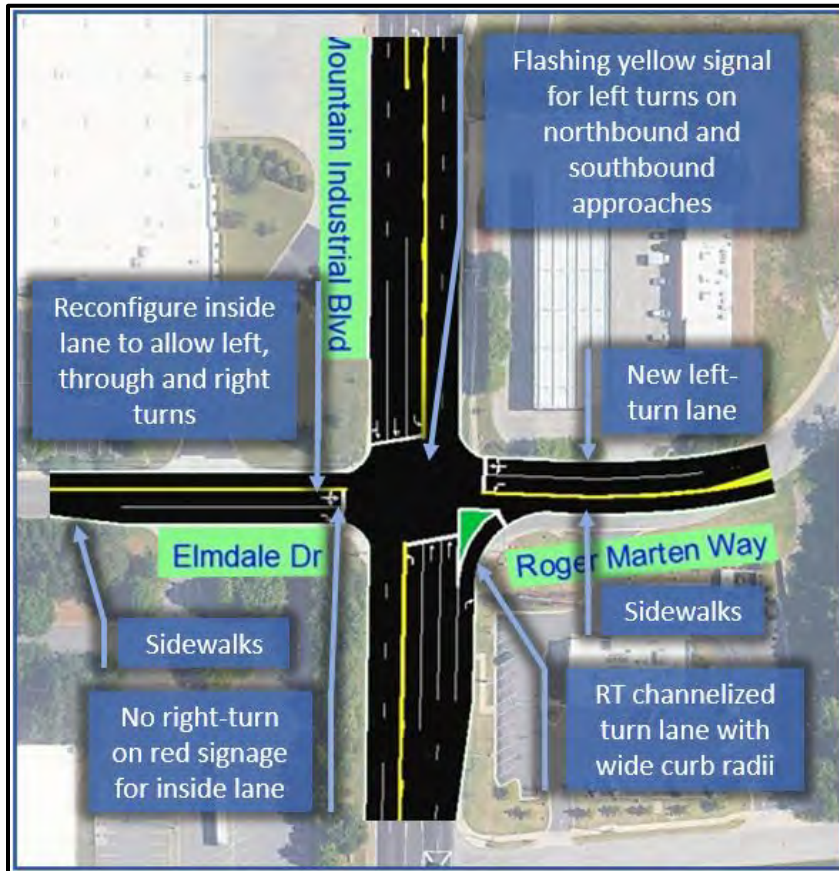 Mountain Industrial Blvd
Flashing yellow signal
for left turns on
northbound and
southbound
approaches
Reconfigure inside
lane to allow left,
through and right
turns
New left-
turn lane
Elmdale Dr
Roger Marten Way
Sidewalks
Sidewalks
No right-turn
on red signage
for inside lane
RT channelized
turn lane with
wide curb radii